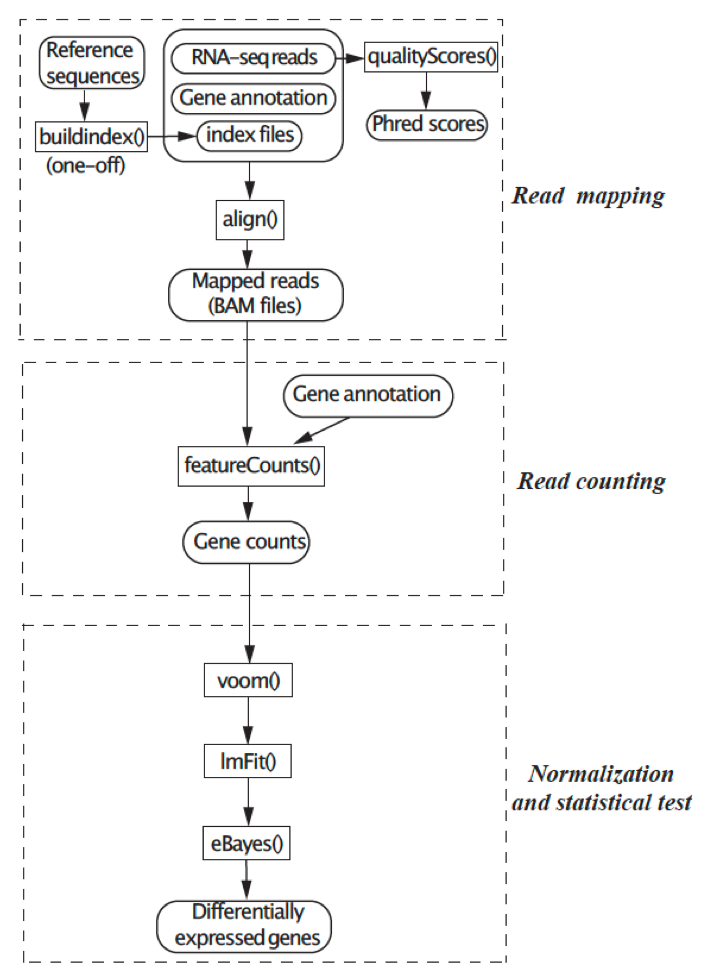 Reference
sequences
RNA-seq reads
qualityScores()
Gene annotation
Phred scores
buildindex()
index files
(one-off)
Read mapping
align()
Mapped reads
(BAM files)
Gene annotation
featureCounts()
Read counting
Gene counts
voom()
lmFit()
Normalization
and statistical test
eBayes()
Differentially
expressed genes